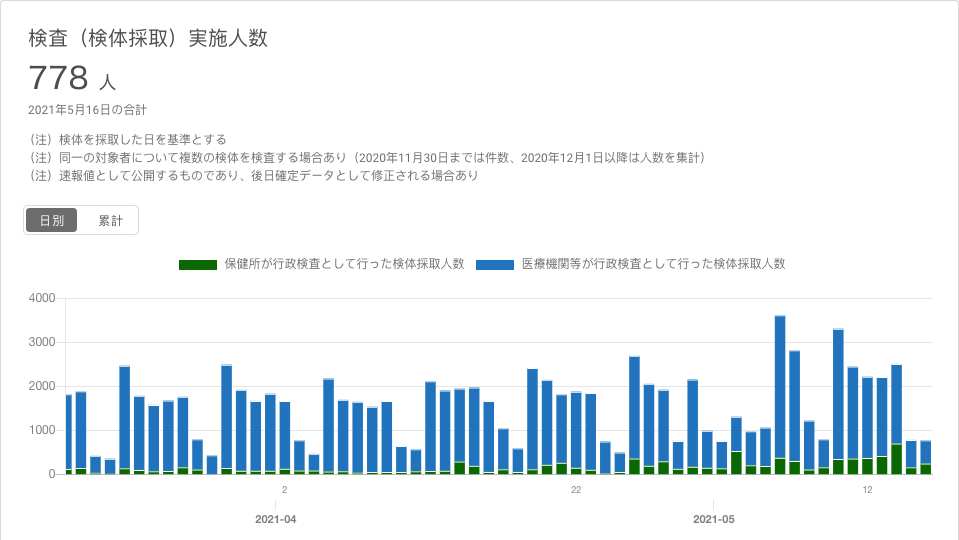 検査（検体採取）実施人数
778 人
2021年5月16日の合計
（注）検体を採取した日を基準とする
（注）同一の対象者について複数の検体を検査する場合あり（2020年11月30日までは件数、2020年12月1日以降は人数を集計）
（注）速報値として公開するものであり、後日確定データとして修正される場合あり
日別 累計
保健所が行政検査として行った検体採取人数 医療機関等が行政検査として行った検体採取人数
4000
3000
2000
1000
0
2 22 12
2021-04 2021-05